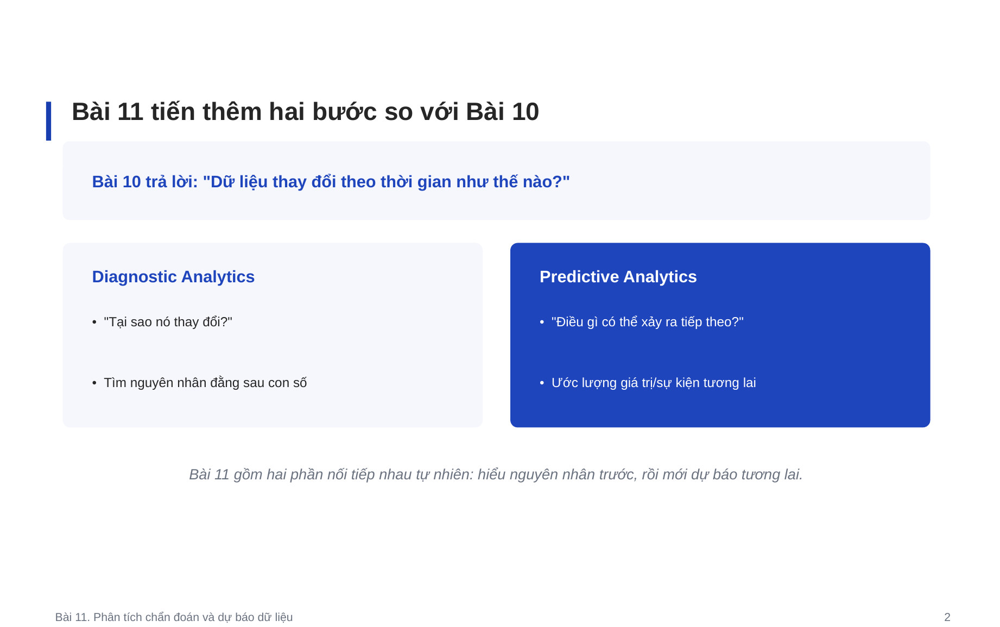 Bài 11 tiến thêm hai bước so với Bài 10
Bài 10 trả lời: "Dữ liệu thay đổi theo thời gian như thế nào?"
Diagnostic Analytics
• "Tại sao nó thay đổi?"
• Tìm nguyên nhân đằng sau con số
Predictive Analytics
• "Điều gì có thể xảy ra tiếp theo?"
• Ước lượng giá trị/sự kiện tương lai
Bài 11 gồm hai phần nối tiếp nhau tự nhiên: hiểu nguyên nhân trước, rồi mới dự báo tương lai.
Bài 11. Phân tích chẩn đoán và dự báo dữ liệu
2